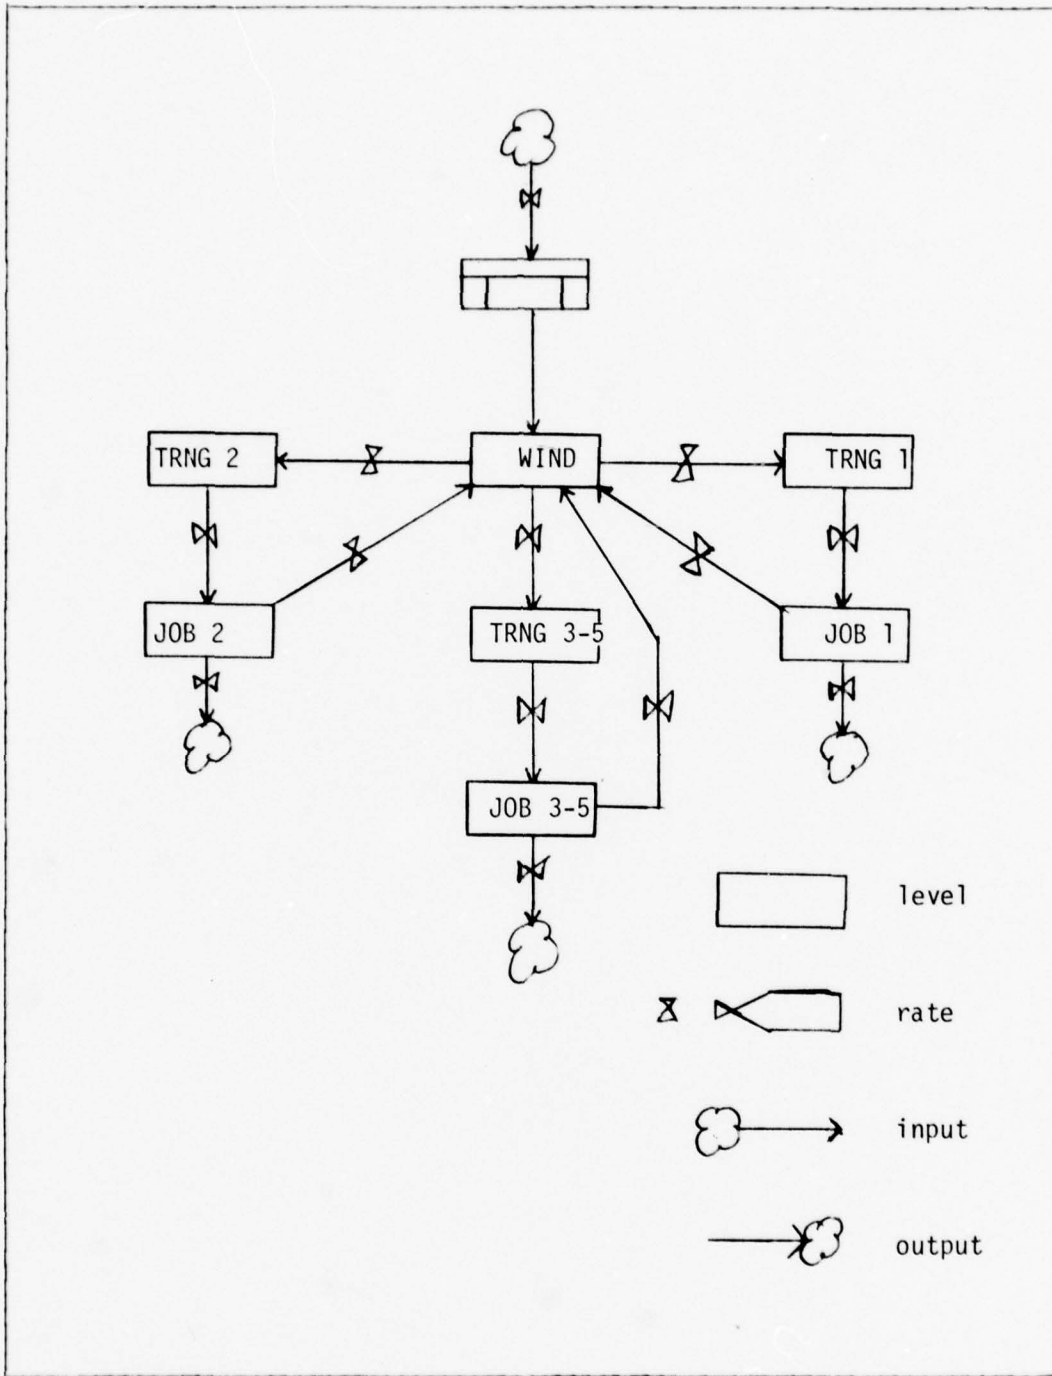 TRNG 2
WIND
TRNG 1
JOB 2
TRNG 3-5
JOB 1
JOB 3-5
level
rate
input
output